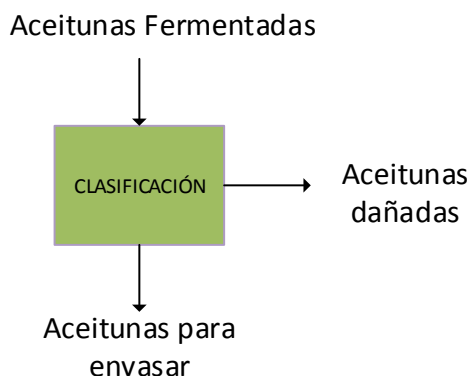 Aceitunas Fermentadas
CLASIFICACIÓN
Aceitunas
dañadas
Aceitunas para
envasar